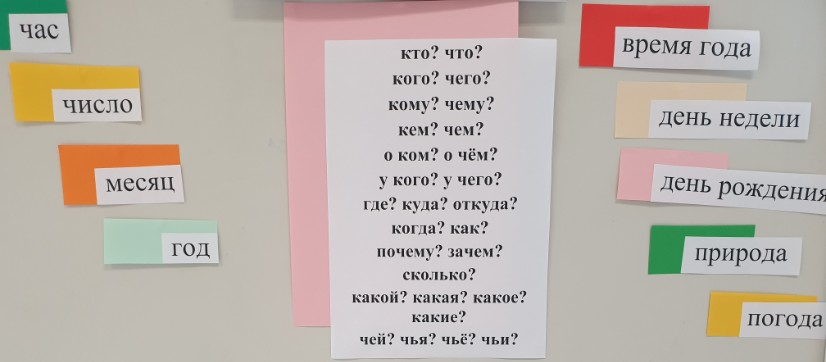 час
число
месяц
год
кто? что?
кого? чего?
кому? чему?
кем? чем?
о ком? о чём?
у кого? у чего?
где? куда? откуда?
когда? как?
почему? зачем?
сколько?
какой? какая? какое?
какие?
чей? чья? чьё? чьи?
время года
день недели
день рождения
природа
погода